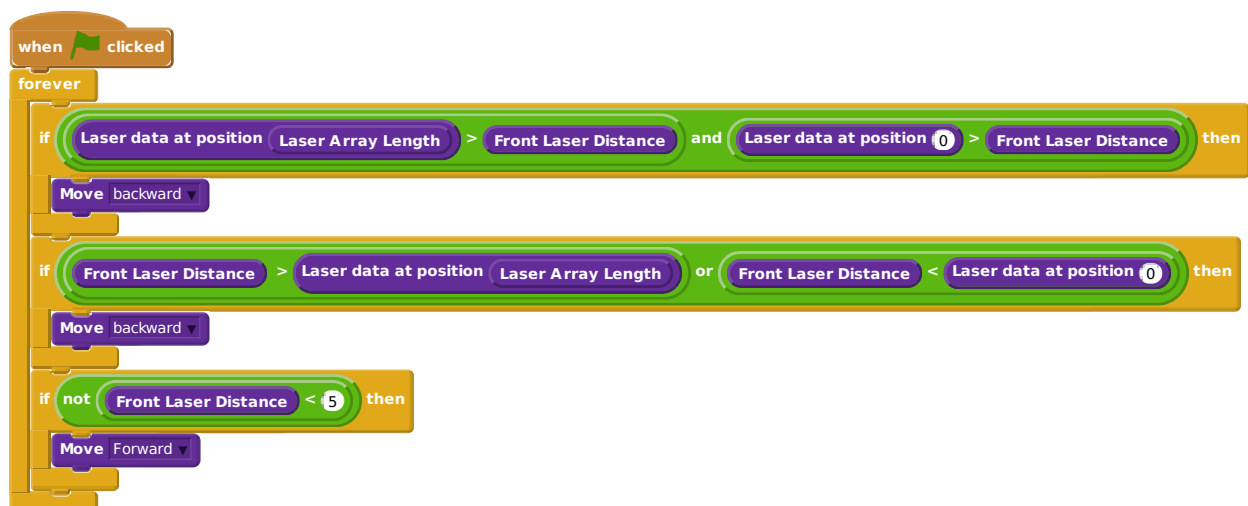 when clicked
forever
if Laser data at position Laser Array Length > Front Laser Distance and Laser data at position 0 > Front Laser Distance then
Move backward ▼
if Front Laser Distance > Laser data at position Laser Array Length or Front Laser Distance < Laser data at position 0 then
Move backward ▼
if not Front Laser Distance < 5 then
Move Forward ▼